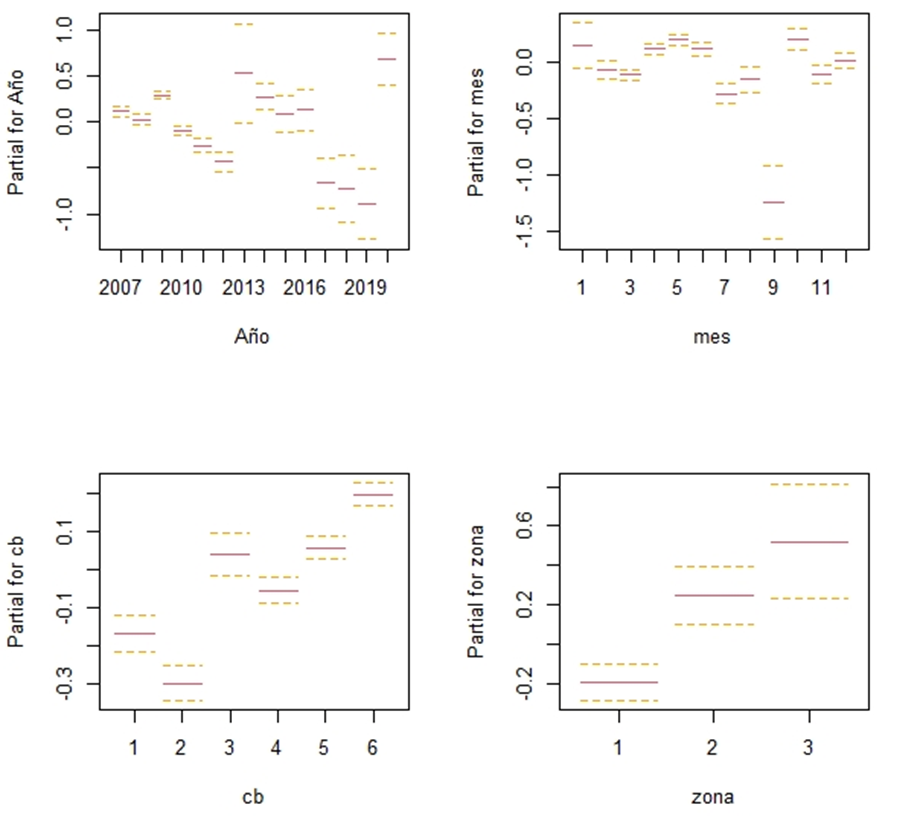 Partial for Año
1.0
0.5
0.0
-1.0
2007 2010 2013 2016 2019
Año
Partial for mes
0.0
-0.5
-1.0
-1.5
1 3 5 7 9 11
mes
Partial for cb
0.1
-0.1
-0.3
1 2 3 4 5 6
cb
Partial for zona
0.6
0.2
-0.2
1 2 3
zona